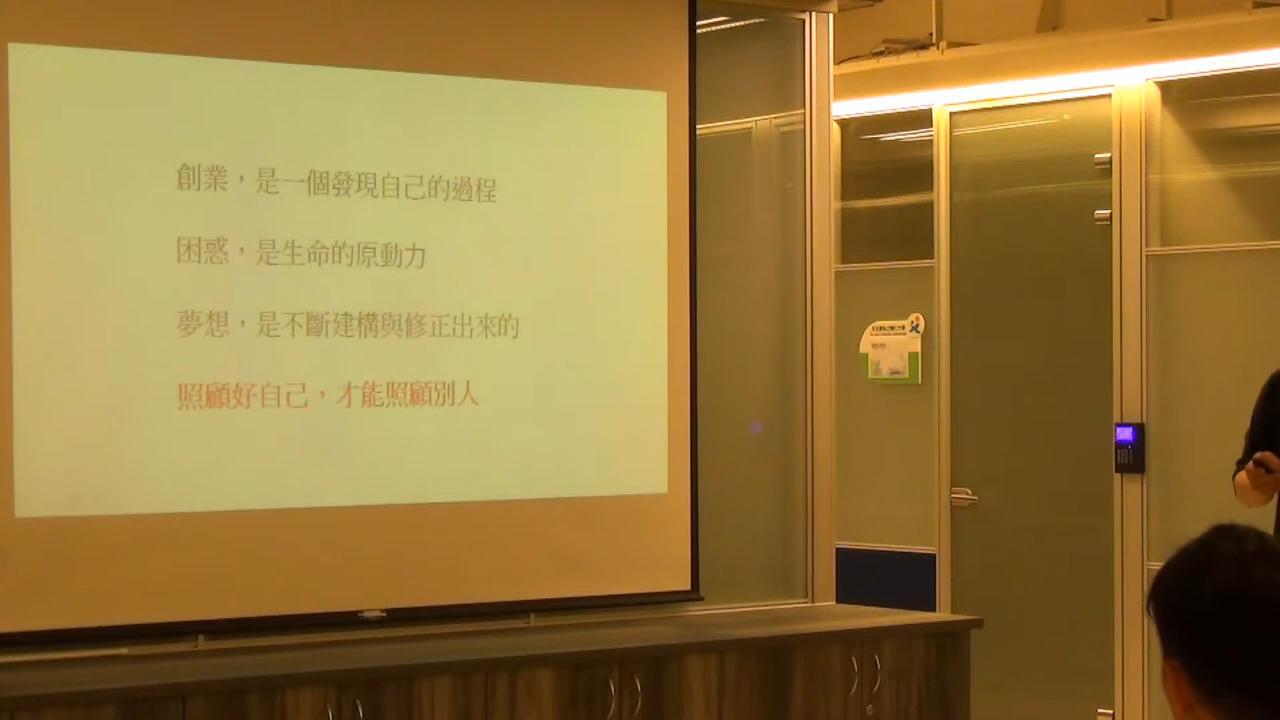 創業，是一個發現自己的過程
困惑，是生命的原動力
夢想，是不斷建構與修正出來的
照顧好自己，才能照顧別人